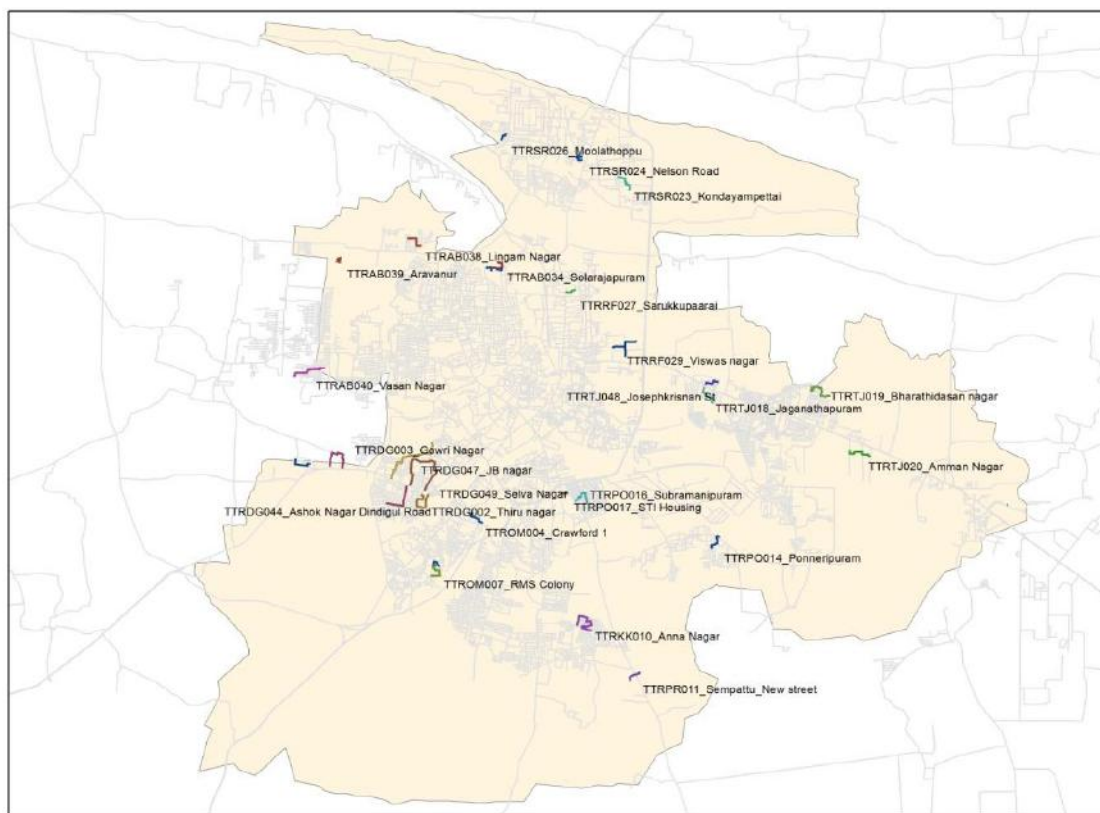 TTRSR026_Moolathoppu
TTRSR024_Nelson Road
TTRSR023_Kondayampettai
TTRAB038_Lingam Nagar
TTRAB039_Aravanur
TTRAB034_Selarajapuram
TTRRF027_Sarukkupaarai
TTRRF029_Viswas nagar
TTRAB040_Vasan Nagar
TTRTJ048_Josephkrisnan St
TTRTJ018_Jaganathapuram
TTRTJ019_Bharathidasan nagar
TTRDG003_Gowri Nagar
TTRDG047_JB nagar
TTRTJ020_Amman Nagar
TTRDG049_Selva Nagar
TTRPO016_Subramanipuram
TTRPO017_STI Housing
TTRDG044_Ashok Nagar Dindigul Road
TTRDG002_Thiru nagar
TTROM004_Crawford 1
TTRPO014_Ponneripuram
TTROM007_RMS Colony
TTRKK010_Anna Nagar
TTRPR011_Sempattu_New street